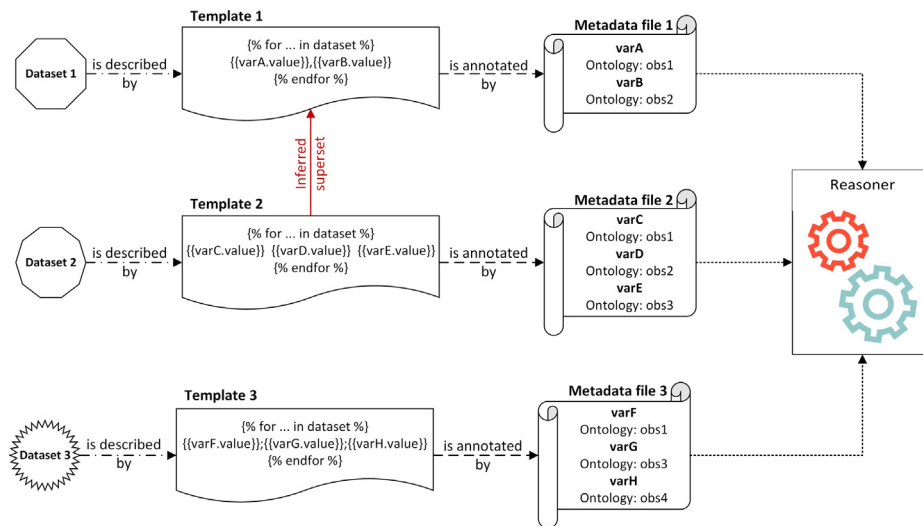 Template 1
Metadata file 1
Dataset 1
is described
by
{% for ... in dataset %}
{{varA.value}},{{varB.value}}
{% endfor %}
is annotated
by
varA
Ontology: obs1
varB
Ontology: obs2
Inferred
superset
Reasoner
Template 2
Metadata file 2
Dataset 2
is described
by
{% for ... in dataset %}
{{varC.value}} {{varD.value}} {{varE.value}}
{% endfor %}
is annotated
by
varC
Ontology: obs1
varD
Ontology: obs2
varE
Ontology: obs3
Template 3
Metadata file 3
Dataset 3
is described
by
{% for ... in dataset %}
{{varF.value}};{{varG.value}};{{varH.value}}
{% endfor %}
is annotated
by
varF
Ontology: obs1
varG
Ontology: obs3
varH
Ontology: obs4